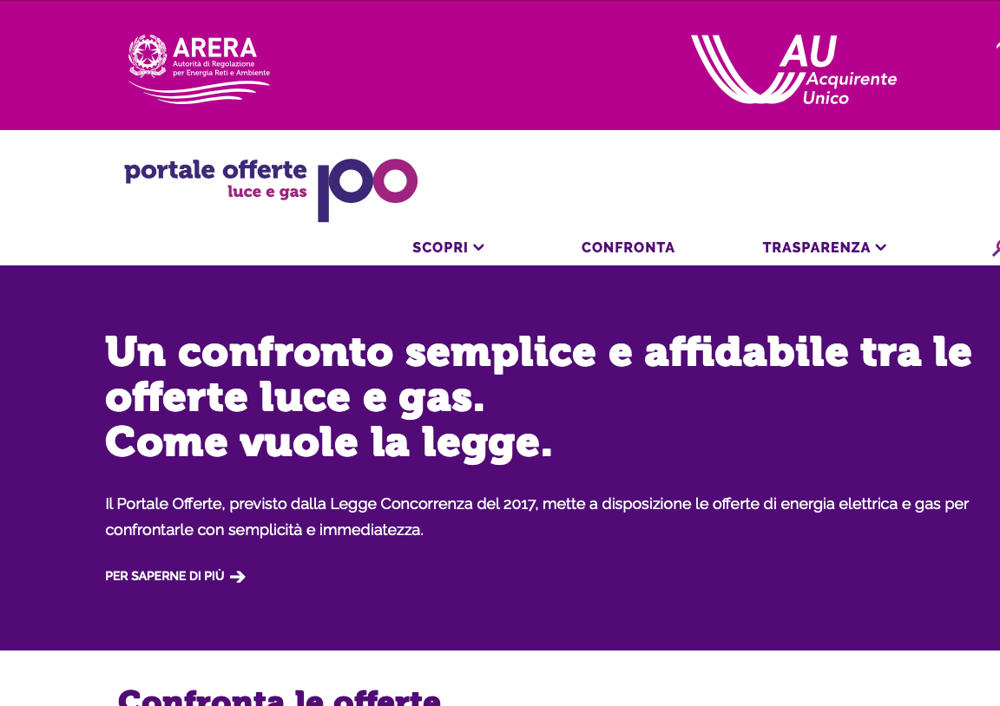 ARERA
Autorità di Regolazione
per Energia Reti e Ambiente
AU
Acquirente
Unico
portale offerte
luce e gas
po
SCOPRI
CONFRONTA
TRASPARENZA
Un confronto semplice e affidabile tra le
offerte luce e gas.
Come vuole la legge.
Il Portale Offerte, previsto dalla Legge Concorrenza del 2017, mette a disposizione le offerte di energia elettrica e gas per
confrontarle con semplicità e immediatezza.
PER SAPERNE DI PIÙ
Confronta le offerte